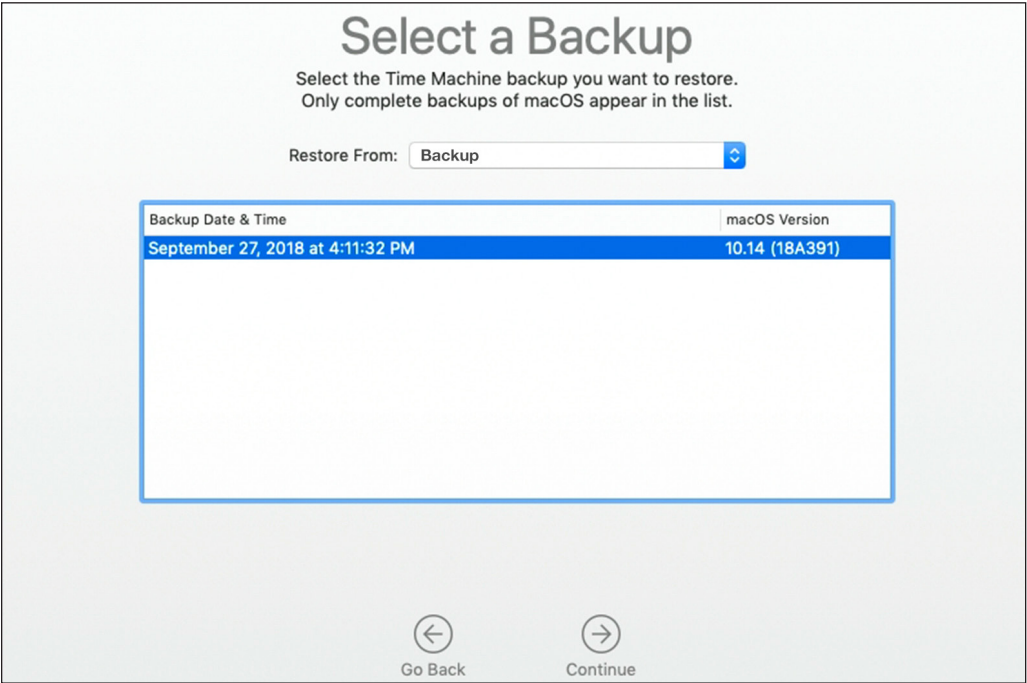 Select a Backup
Select the Time Machine backup you want to restore.
Only complete backups of macOS appear in the list.
Restore From: Backup
Backup Date & Time macOS Version
September 27, 2018 at 4:11:32 PM 10.14 (18A391)
Go Back Continue